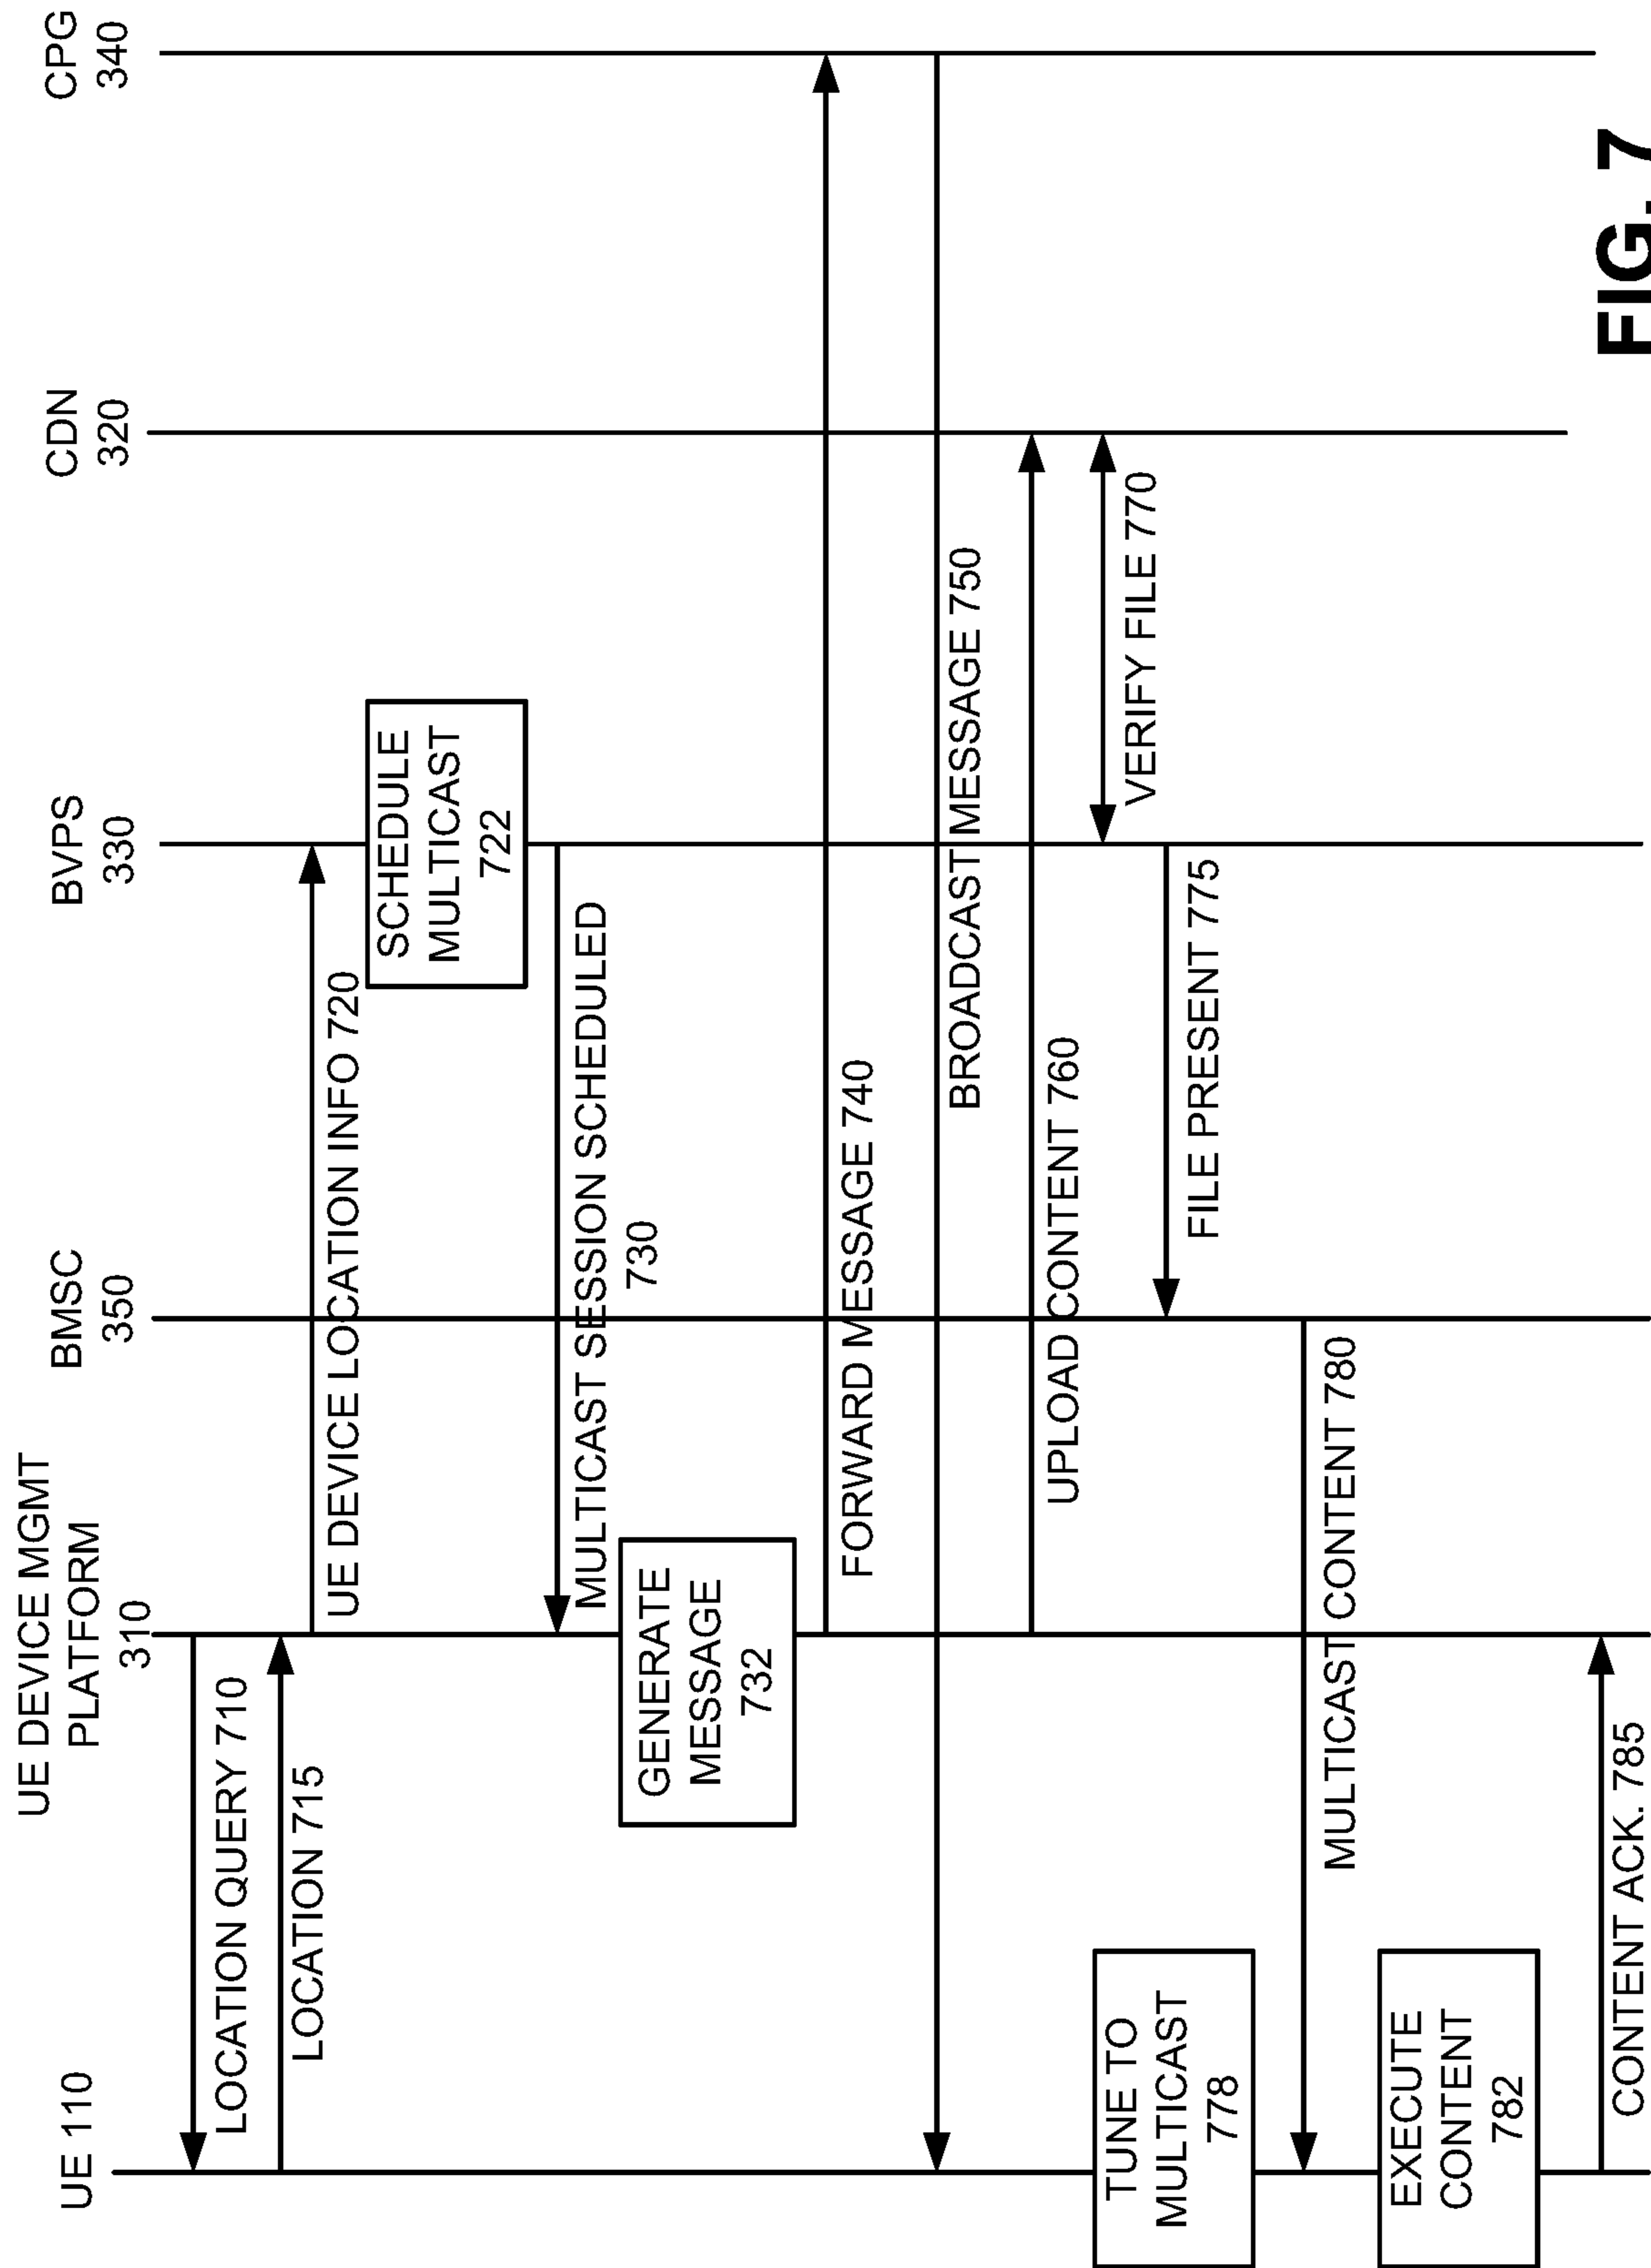 UE 110
UE DEVICE MGMT
PLATFORM
310
BMSC
350
BVPS
330
CDN
320
CPG
340
LOCATION QUERY 710
LOCATION 715
UE DEVICE LOCATION INFO 720
SCHEDULE
MULTICAST
722
MULTICAST SESSION SCHEDULED
730
GENERATE
MESSAGE
732
FORWARD MESSAGE 740
BROADCAST MESSAGE 750
UPLOAD CONTENT 760
VERIFY FILE 770
FILE PRESENT 775
TUNE TO
MULTICAST
778
MULTICAST CONTENT 780
EXECUTE
CONTENT
782
CONTENT ACK. 785
FIG. 7